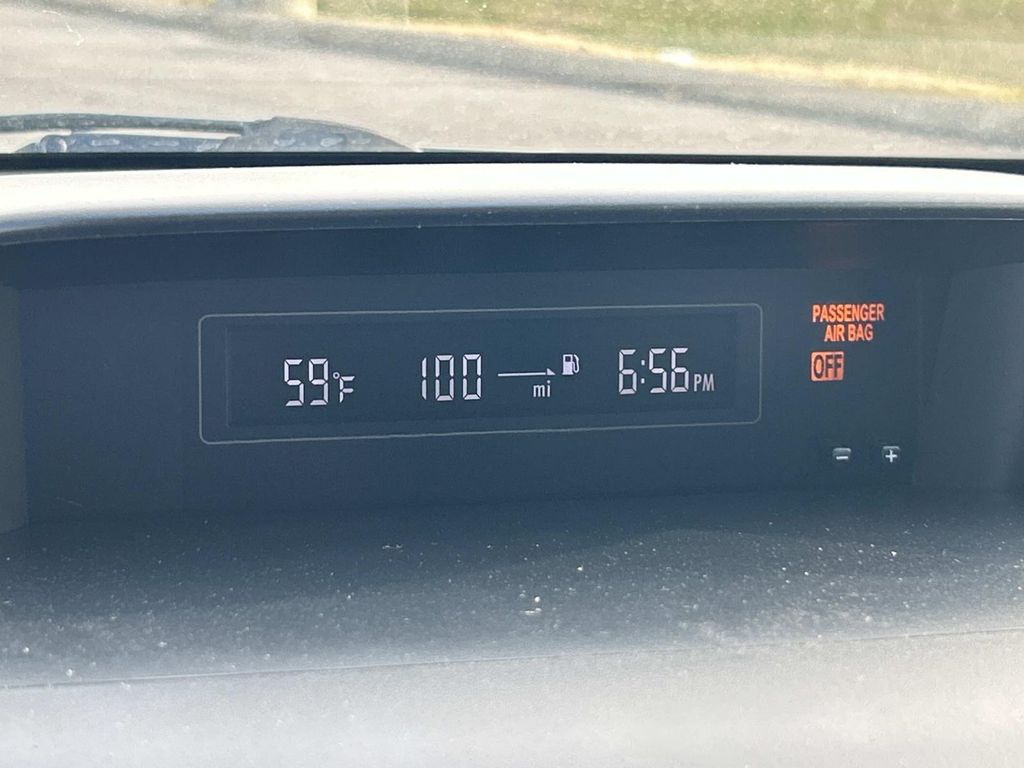 59°F 100 mi 6:56 PM
PASSENGER
AIR BAG
OFF
- +